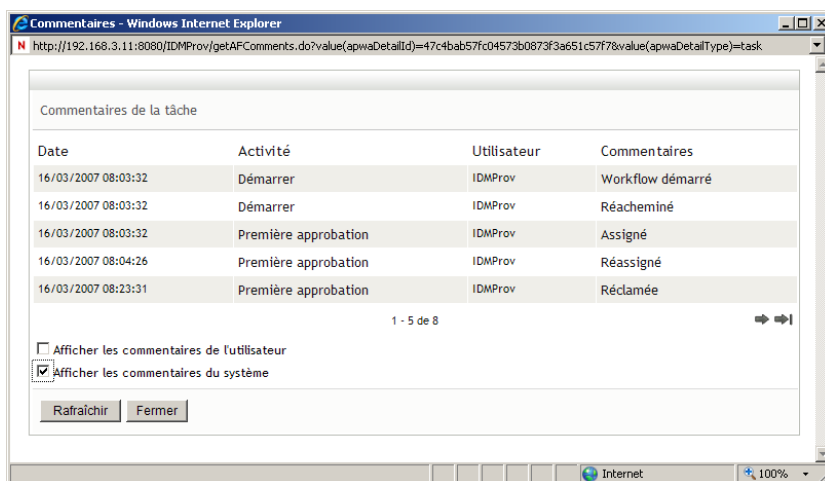 Commentaires - Windows Internet Explorer
http://192.168.3.11:8080/IDMProv/getAFComments.do?value(apwaDetailId)=47c4bab57fc04573b0873f3a651c57f7&value(apwaDetailType)=task
Commentaires de la tâche
Date Activité Utilisateur Commentaires
16/03/2007 08:03:32 Démarrer IDMProv Workflow démarré
16/03/2007 08:03:32 Démarrer IDMProv Réacheminé
16/03/2007 08:03:32 Première approbation IDMProv Assigné
16/03/2007 08:04:26 Première approbation IDMProv Réassigné
16/03/2007 08:23:31 Première approbation IDMProv Réclamée
1 - 5 de 8
Afficher les commentaires de l'utilisateur
Afficher les commentaires du système
Rafraîchir Fermer
Internet 100%